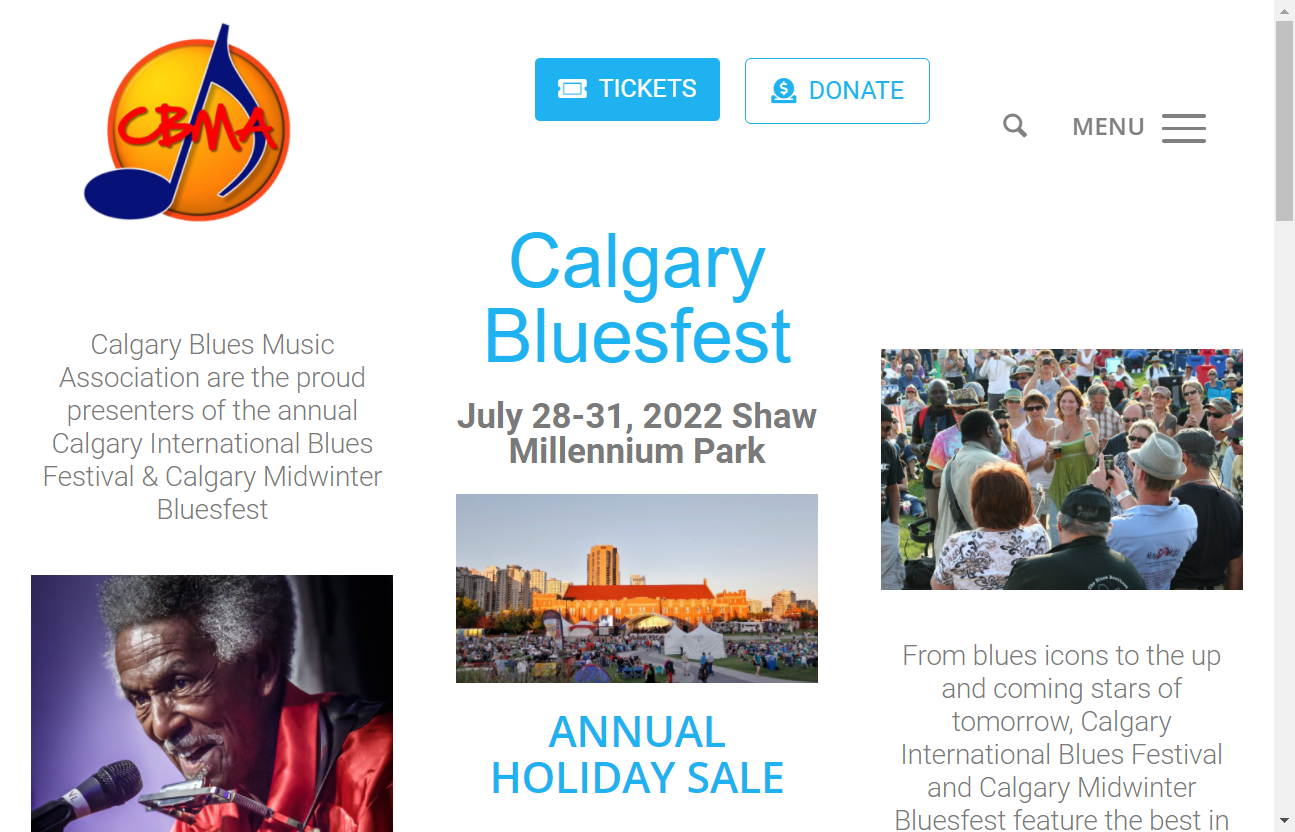 CBMA
TICKETS
DONATE
MENU
Calgary Blues Music
Association are the proud
presenters of the annual
Calgary International Blues
Festival & Calgary Midwinter
Bluesfest
Calgary
Bluesfest
July 28-31, 2022 Shaw
Millennium Park
ANNUAL
HOLIDAY SALE
From blues icons to the up
and coming stars of
tomorrow, Calgary
International Blues Festival
and Calgary Midwinter
Bluesfest feature the best in